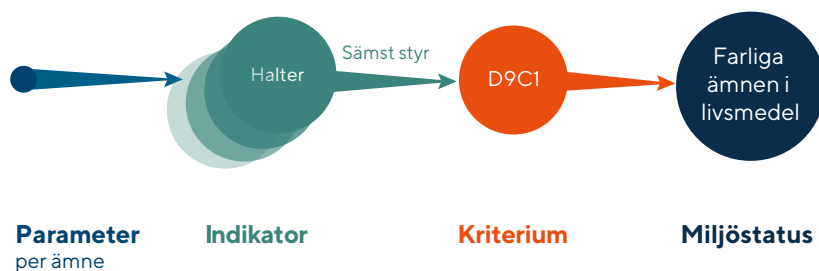 Halter
Sämst styr
D9C1
Farliga
ämnen i
livsmedel
Parameter
per ämne
Indikator
Kriterium
Miljöstatus